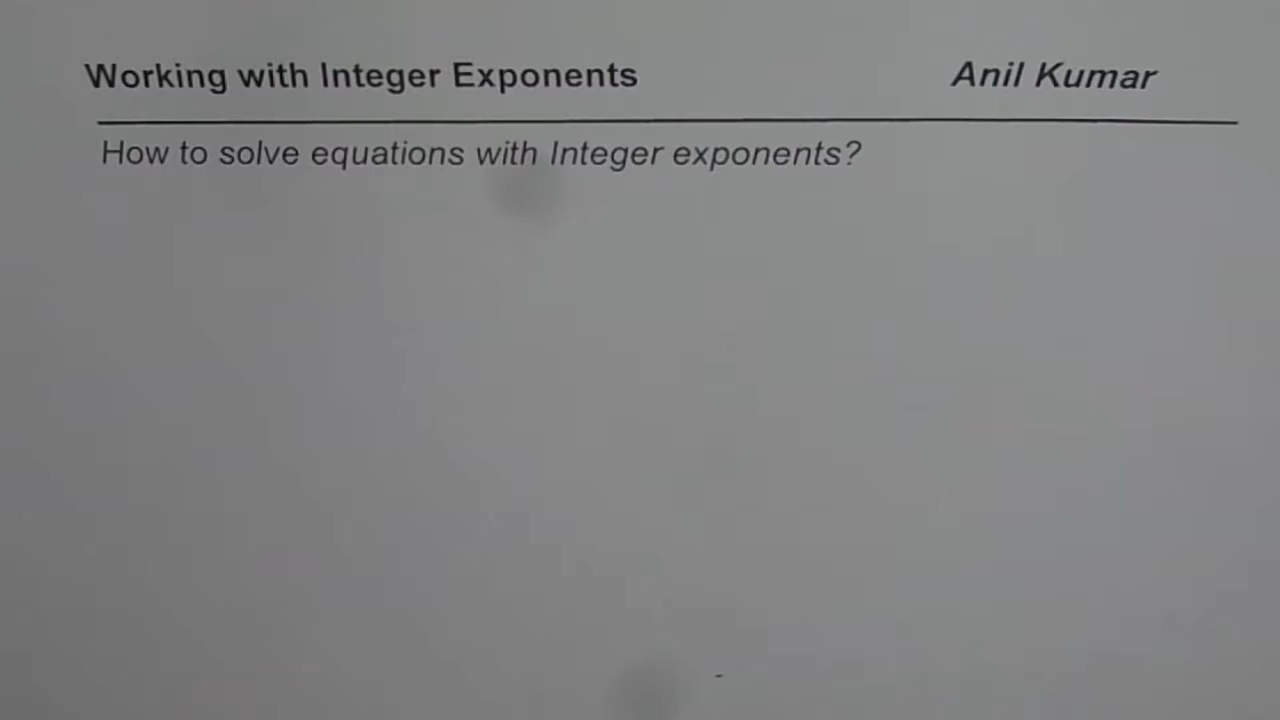 Working with Integer Exponents Anil Kumar
How to solve equations with Integer exponents?